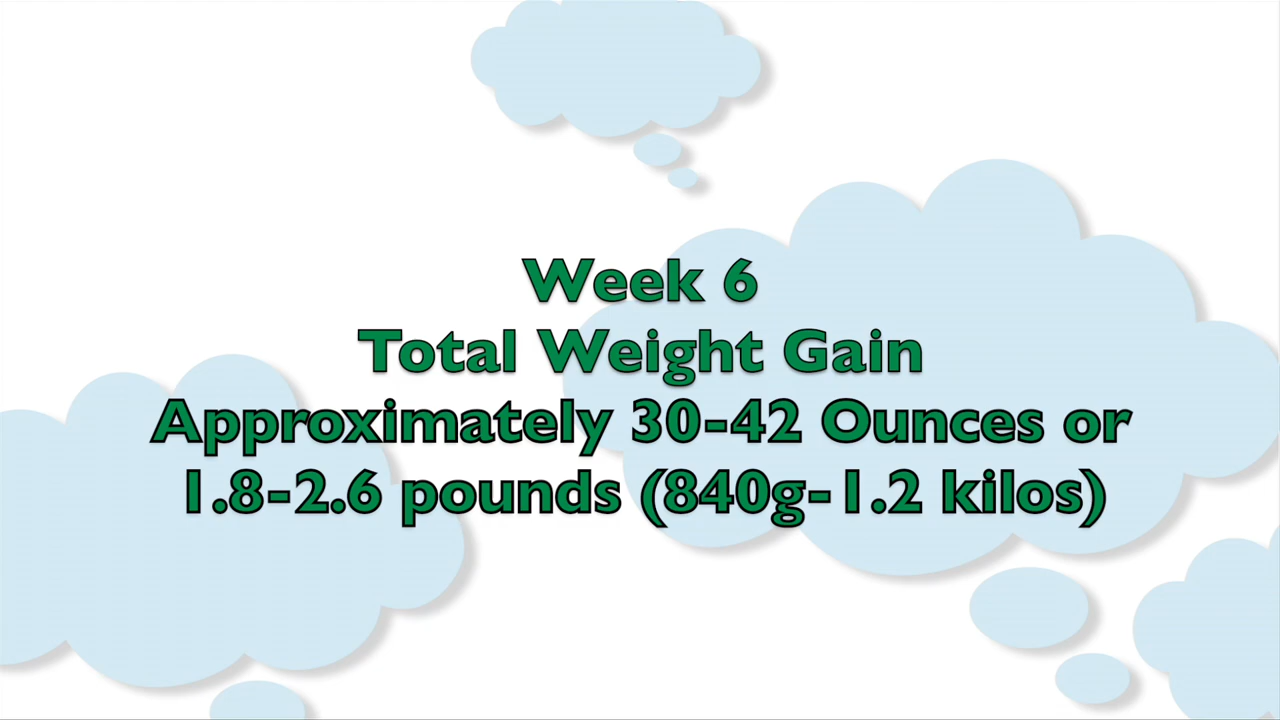 Week 6
Total Weight Gain
Approximately 30-42 Ounces or
1.8-2.6 pounds (840g-1.2 kilos)